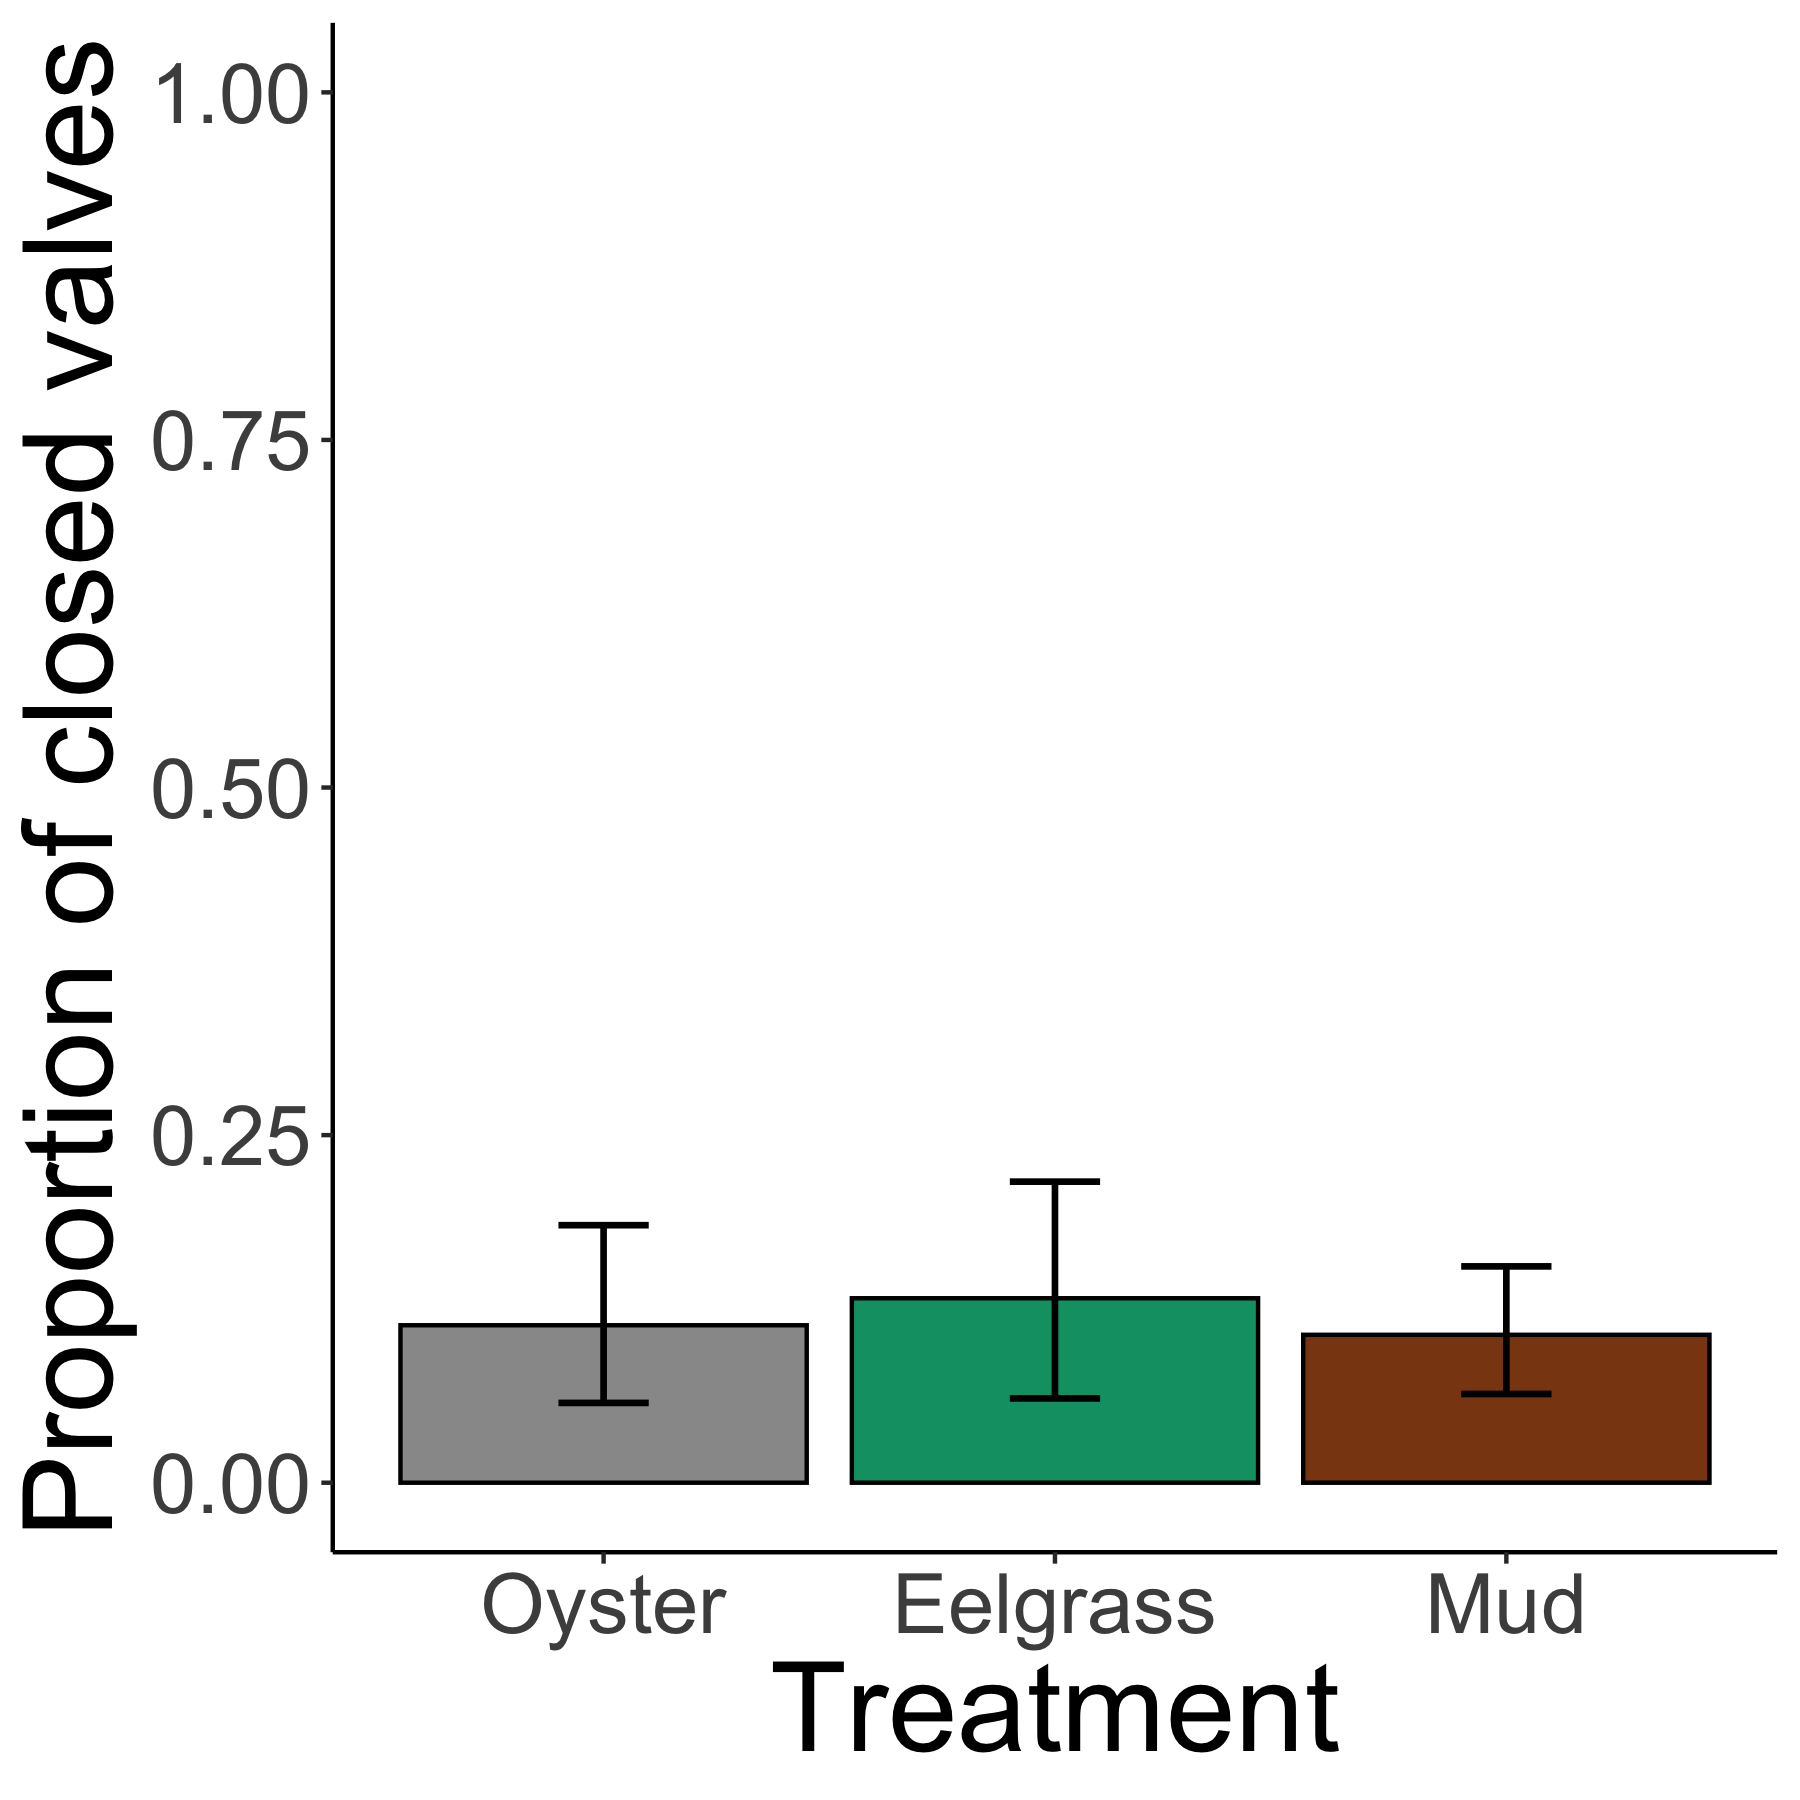 Proportion of closed valves
1.00
0.75
0.50
0.25
0.00
Oyster Eelgrass Mud
Treatment